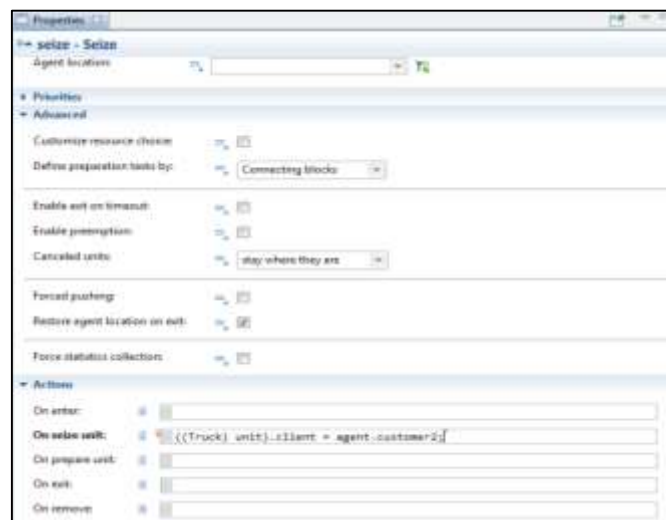 Properties
seize - Seize
Agent location:
Priorities
Advanced
Customize resource choice:
Define preparation tasks by: Connecting blocks
Enable exit on timeout:
Enable preemption:
Canceled units: stay where they are
Forced pushing:
Restore agent location on exit:
Force statistics collection:
Actions
On enter:
On seize unit: ((Truck) unit).client = agent.customer2;
On prepare unit:
On exit:
On remove: